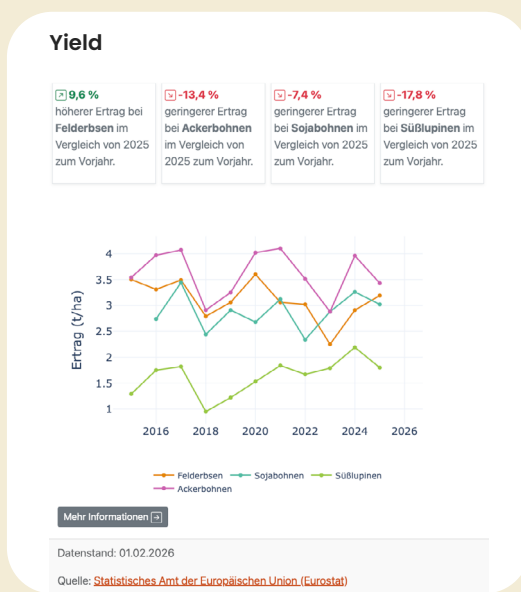 Yield
9,6 %
höherer Ertrag bei
Felderbsen im
Vergleich von 2025
zum Vorjahr.
-13,4 %
geringerer Ertrag
bei Ackerbohnen
im Vergleich von
2025 zum Vorjahr.
-7,4 %
geringerer Ertrag
bei Sojabohnen im
Vergleich von 2025
zum Vorjahr.
-17,8 %
geringerer Ertrag
bei Süßlupinen im
Vergleich von 2025
zum Vorjahr.
Ertrag (t/ha)
4
3.5
3
2.5
2
1.5
1
2016 2018 2020 2022 2024 2026
Felderbsen Sojabohnen Süßlupinen
Ackerbohnen
Mehr Informationen
Datenstand: 01.02.2026
Quelle: Statistisches Amt der Europäischen Union (Eurostat)